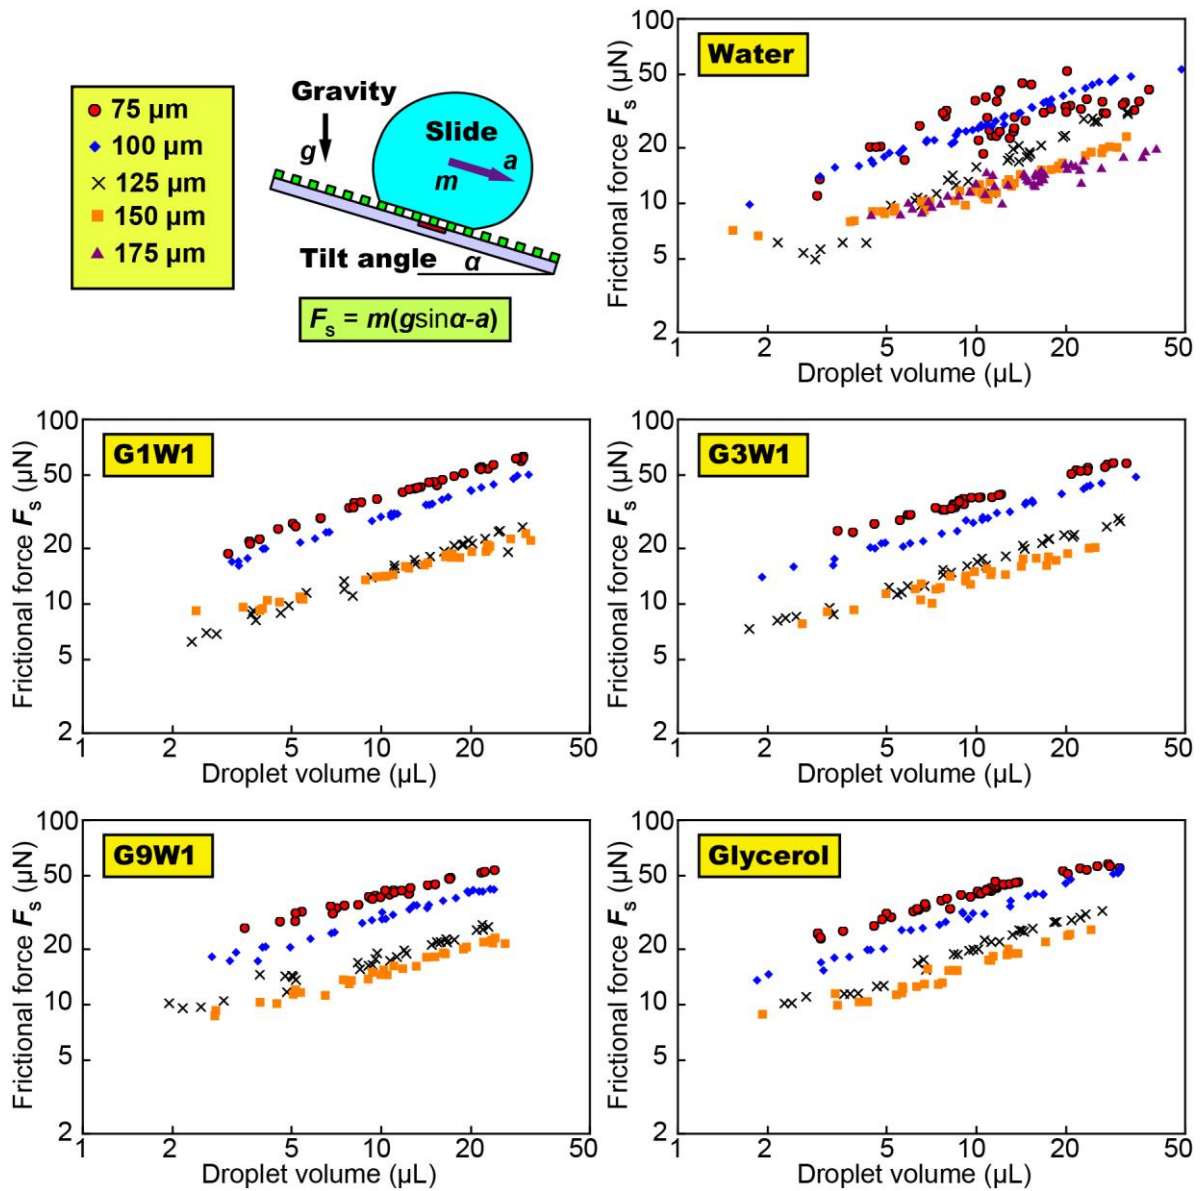 75 µm
100 µm
125 µm
150 µm
175 µm
Gravity
g
Slide
m
a
Tilt angle
α
Fs = m(gsinα-a)
Water
Frictional force Fs (µN)
100
50
20
10
5
2
1 2 5 10 20 50
Droplet volume (µL)
G1W1
Frictional force Fs (µN)
100
50
20
10
5
2
1 2 5 10 20 50
Droplet volume (µL)
G3W1
Frictional force Fs (µN)
100
50
20
10
5
2
1 2 5 10 20 50
Droplet volume (µL)
G9W1
Frictional force Fs (µN)
100
50
20
10
5
2
1 2 5 10 20 50
Droplet volume (µL)
Glycerol
Frictional force Fs (µN)
100
50
20
10
5
2
1 2 5 10 20 50
Droplet volume (µL)